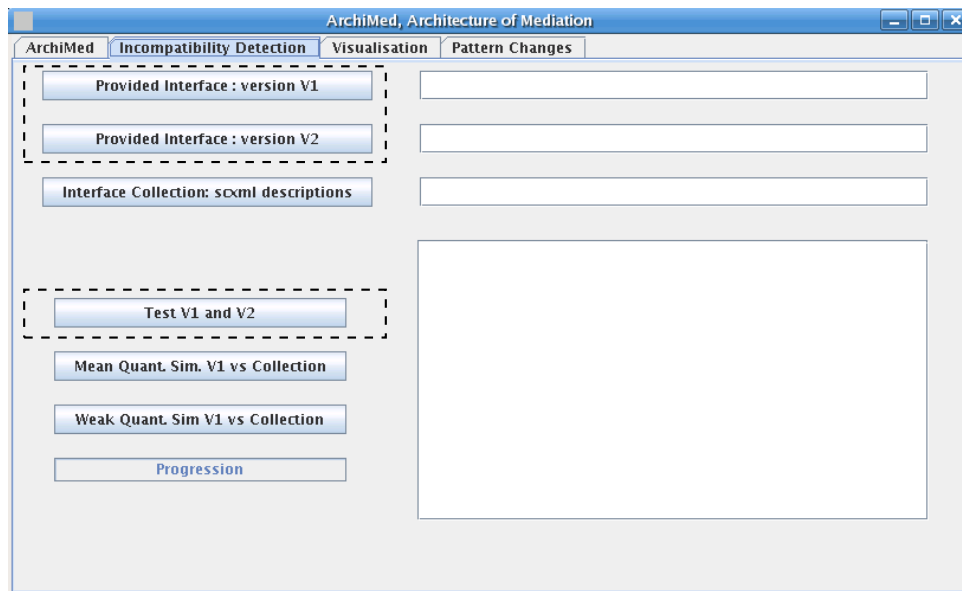 ArchiMed, Architecture of Mediation
ArchiMed Incompatibility Detection Visualisation Pattern Changes
Provided Interface : version V1
Provided Interface : version V2
Interface Collection: scxml descriptions
Test V1 and V2
Mean Quant. Sim. V1 vs Collection
Weak Quant. Sim V1 vs Collection
Progression